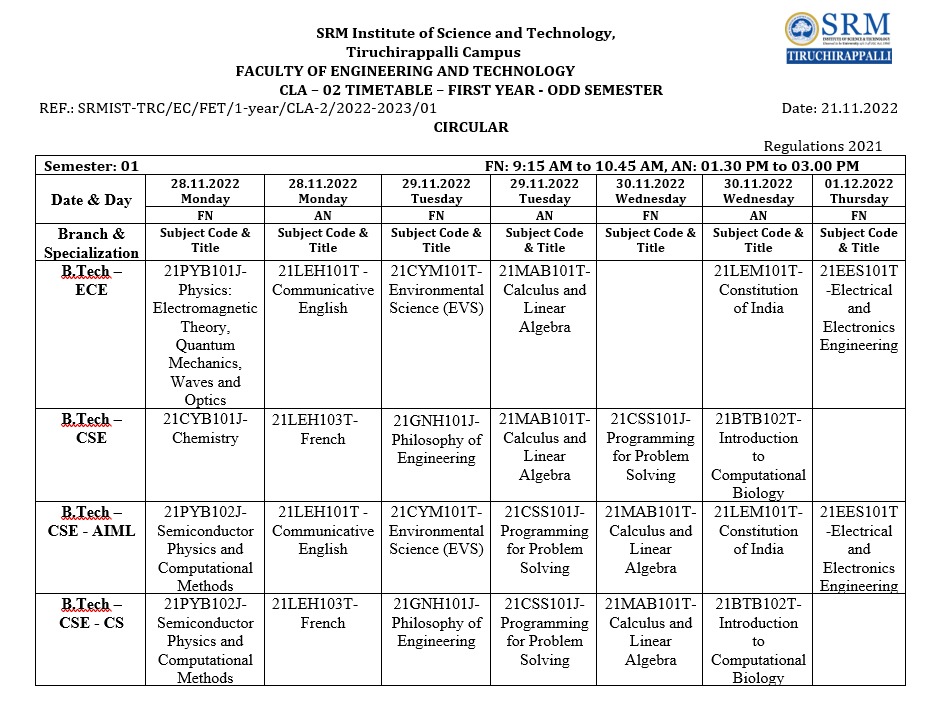 SRM Institute of Science and Technology,
Tiruchirappalli Campus
FACULTY OF ENGINEERING AND TECHNOLOGY
CLA – 02 TIMETABLE – FIRST YEAR - ODD SEMESTER
SRM
TIRUCHIRAPPALLI
REF.: SRMIST-TRC/EC/FET/1-year/CLA-2/2022-2023/01 Date: 21.11.2022
CIRCULAR
Regulations 2021
Semester: 01 FN: 9:15 AM to 10.45 AM, AN: 01.30 PM to 03.00 PM
Date & Day
28.11.2022
Monday
FN
28.11.2022
Monday
AN
29.11.2022
Tuesday
FN
29.11.2022
Tuesday
AN
30.11.2022
Wednesday
FN
30.11.2022
Wednesday
AN
01.12.2022
Thursday
FN
Branch &
Specialization
Subject Code &
Title
Subject Code &
Title
Subject Code &
Title
Subject Code
& Title
Subject Code &
Title
Subject Code &
Title
Subject Code
& Title
B.Tech –
ECE
21PYB101J-
Physics:
Electromagnetic
Theory,
Quantum
Mechanics,
Waves and
Optics
21LEH101T -
Communicative
English
21CYM101T-
Environmental
Science (EVS)
21MAB101T-
Calculus and
Linear
Algebra
21LEM101T-
Constitution
of India
21EES101T
-Electrical
and
Electronics
Engineering
B.Tech –
CSE
21CYB101J-
Chemistry
21LEH103T-
French
21GNH101J-
Philosophy of
Engineering
21MAB101T-
Calculus and
Linear
Algebra
21CSS101J-
Programming
for Problem
Solving
21BTB102T-
Introduction
to
Computational
Biology
B.Tech –
CSE - AIML
21PYB102J-
Semiconductor
Physics and
Computational
Methods
21LEH101T -
Communicative
English
21CYM101T-
Environmental
Science (EVS)
21CSS101J-
Programming
for Problem
Solving
21MAB101T-
Calculus and
Linear
Algebra
21LEM101T-
Constitution
of India
21EES101T
-Electrical
and
Electronics
Engineering
B.Tech –
CSE - CS
21PYB102J-
Semiconductor
Physics and
Computational
Methods
21LEH103T-
French
21GNH101J-
Philosophy of
Engineering
21CSS101J-
Programming
for Problem
Solving
21MAB101T-
Calculus and
Linear
Algebra
21BTB102T-
Introduction
to
Computational
Biology